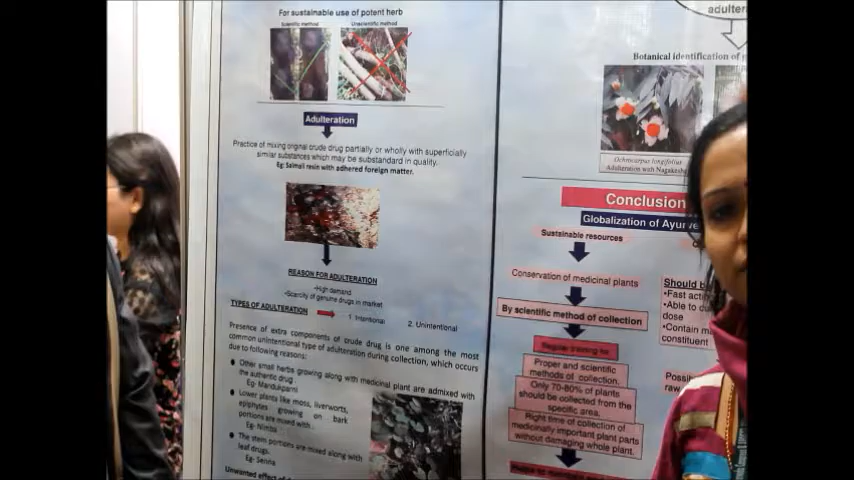 For sustainable use of potent herb
Scientific method
Unscientific method
Adulteration
Practice of mixing original crude drug partially or wholly with superficially
similar substances which may be substandard in quality.
Eg: Salmali resin with adhered foreign matter.
REASON FOR ADULTERATION
•High demand
•Scarcity of genuine drugs in market
TYPES OF ADULTERATION
1. Intentional
2. Unintentional
Presence of extra components of crude drug is one among the most
common unintentional type of adulteration during collection, which occurs
due to following reasons:
• Other small herbs growing along with medicinal plant are admixed with
the authentic drug.
Eg- Mandukparni
• Lower plants like moss, liverworts,
epiphytes growing on bark
portions are mixed with.
Eg- Nimba
• The stem portions are mixed along with
leaf drugs.
Eg- Senna
Unwanted effect of
adulter
Botanical identification of
Ochrocarpus longifolius
Adulteration with Nagakesh
Conclusion
Globalization of Ayurve
Sustainable resources
Conservation of medicinal plants
By scientific method of collection
Regular training for
Proper and scientific
methods of collection.
Only 70-80% of plants
should be collected from the
specific area.
Right time of collection of
medicinally important plant parts
without damaging whole plant.
Should b
•Fast acti
•Able to cu
dose
•Contain m
constituent
Possi
raw